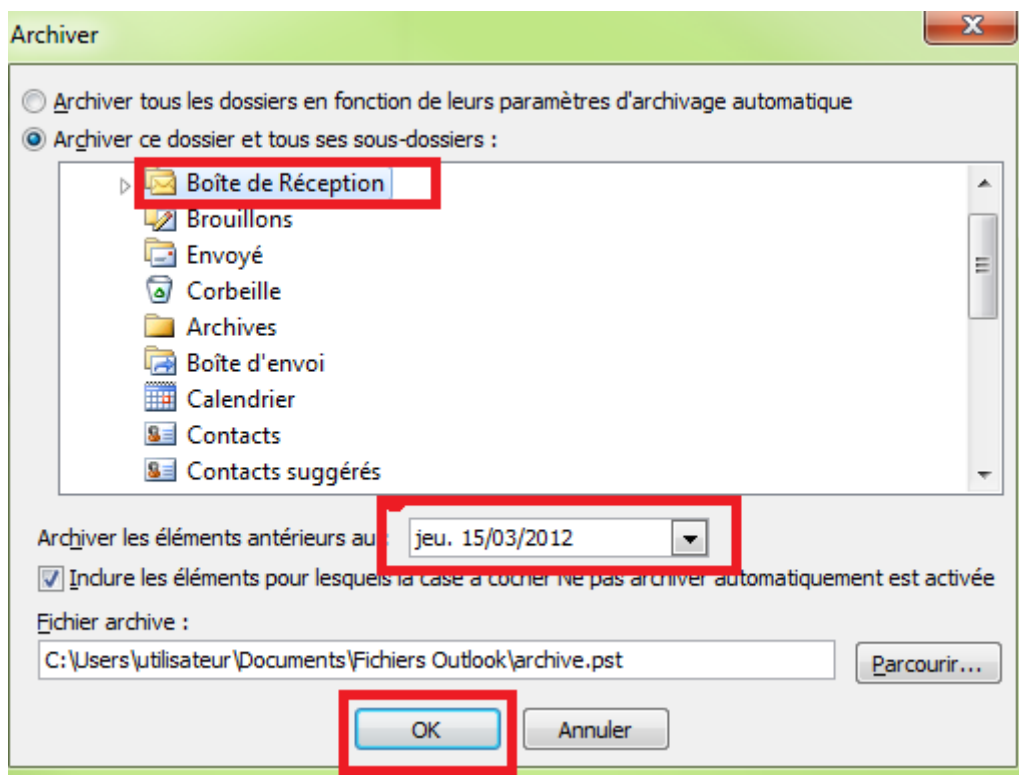 Archiver
Archiver tous les dossiers en fonction de leurs paramètres d'archivage automatique
Archiver ce dossier et tous ses sous-dossiers :
Boîte de Réception
Brouillons
Envoyé
Corbeille
Archives
Boîte d'envoi
Calendrier
Contacts
Contacts suggérés
Archiver les éléments antérieurs au : jeu. 15/03/2012
Inclure les éléments pour lesquels la case à cocher Ne pas archiver automatiquement est activée
Fichier archive :
C:\Users\utilisateur\Documents\Fichiers Outlook\archive.pst Parcourir...
OK Annuler